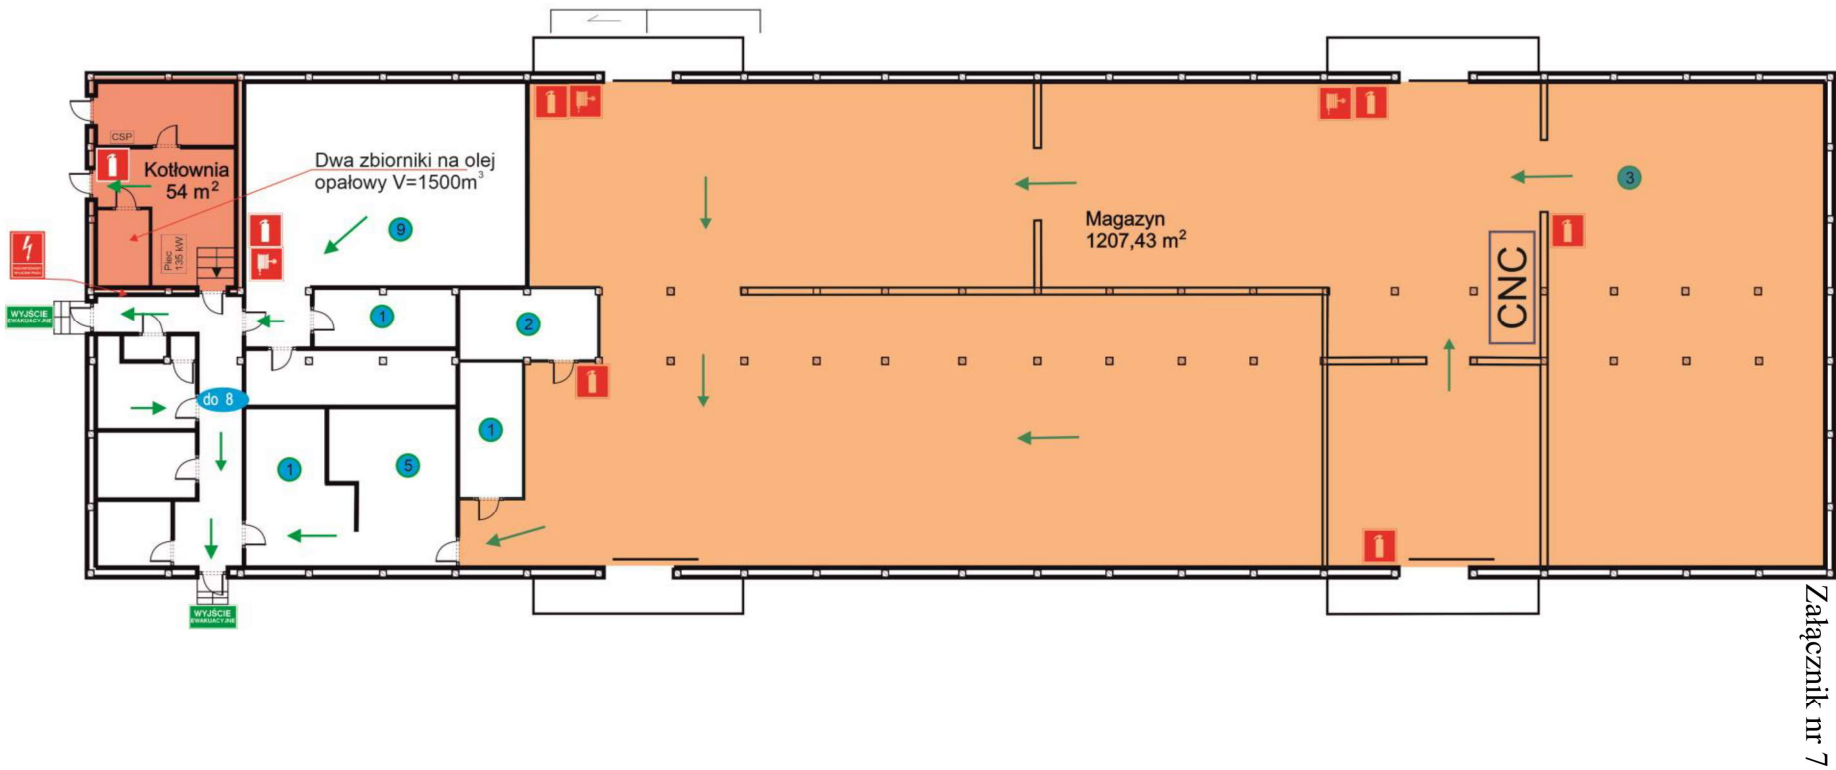 CSP
Kotłownia
54 m²
Dwa zbiorniki na olej
opałowy V=1500m³
Piec
135 kW
9
3
Magazyn
1207,43 m²
CNC
WYJŚCIE
EWAKUACYJNE
1
2
do 8
1
1
5
WYJŚCIE
EWAKUACYJNE
Załącznik nr 7